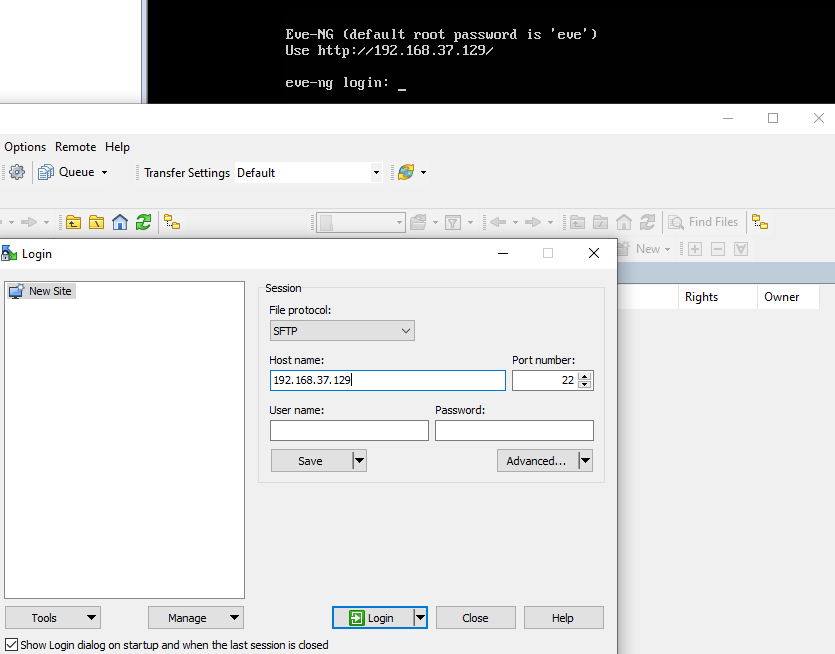 Eve-NG (default root password is 'eve')
Use http://192.168.37.129/
eve-ng login: _
Options Remote Help
Queue Transfer Settings Default
Find Files
New
Login
New Site
Session
File protocol:
SFTP
Host name: Port number:
192.168.37.129 22
User name: Password:
Save Advanced...
Rights Owner
Tools Manage Login Close Help
Show Login dialog on startup and when the last session is closed